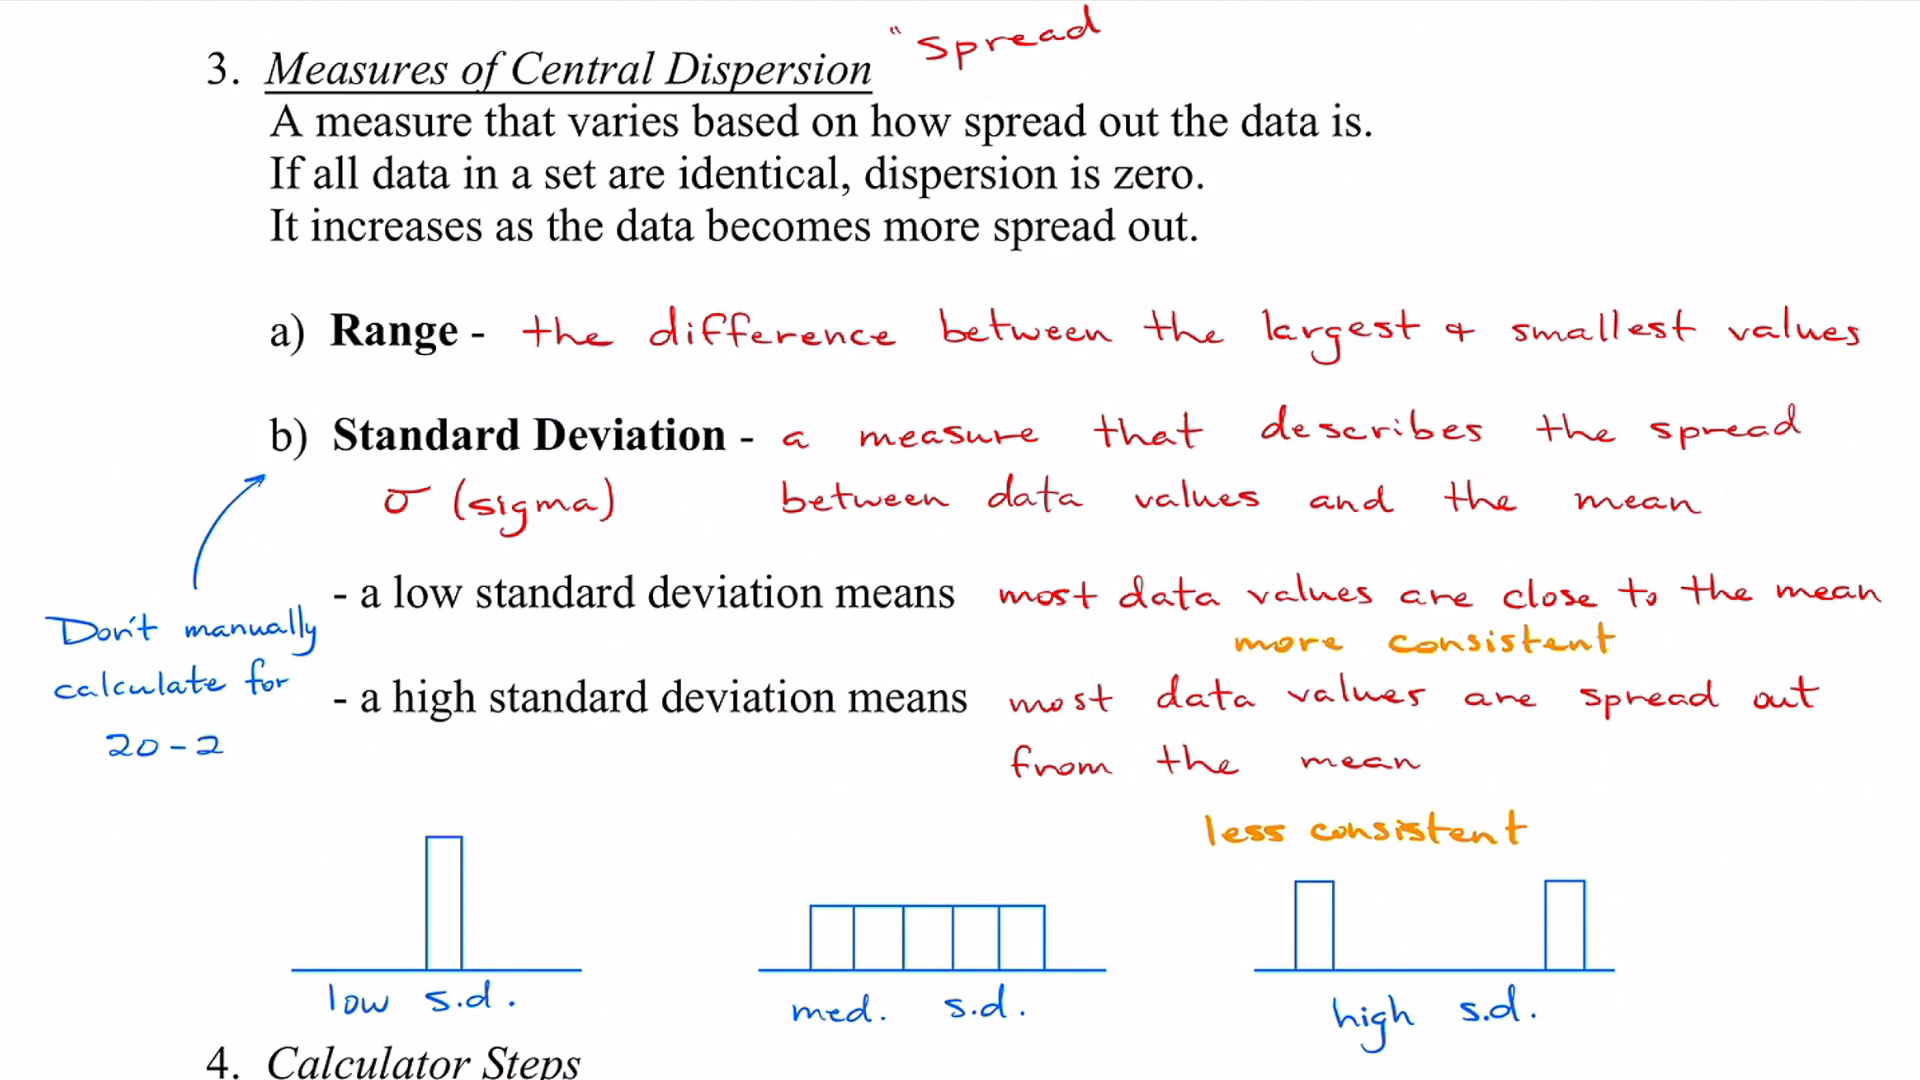 3. Measures of Central Dispersion "Spread
A measure that varies based on how spread out the data is.
If all data in a set are identical, dispersion is zero.
It increases as the data becomes more spread out.
a) Range - the difference between the largest & smallest values
b) Standard Deviation - a measure that describes the spread
σ (sigma) between data values and the mean
- a low standard deviation means most data values are close to the mean
more consistent
Don't manually
calculate for
20-2
- a high standard deviation means most data values are spread out
from the mean
less consistent
low s.d.
med. s.d.
high s.d.
4. Calculator Steps